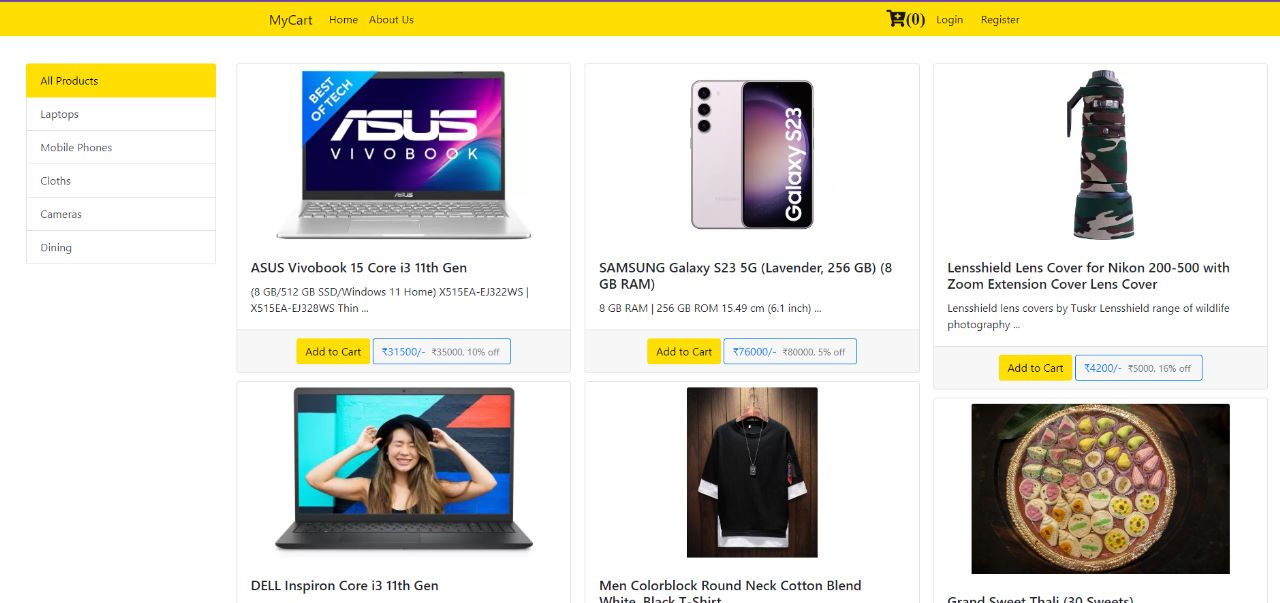 MyCart Home About Us (0) Login Register
All Products
Laptops
Mobile Phones
Cloths
Cameras
Dining
BEST
OF TECH
ASUS
VIVOBOOK
ASUS
ASUS Vivobook 15 Core i3 11th Gen
(8 GB/512 GB SSD/Windows 11 Home) X515EA-EJ322WS |
X515EA-EJ328WS Thin ...
Add to Cart ₹31500/- ₹35000, 10% off
Galaxy S23
SAMSUNG
SAMSUNG Galaxy S23 5G (Lavender, 256 GB) (8
GB RAM)
8 GB RAM | 256 GB ROM 15.49 cm (6.1 inch) ...
Add to Cart ₹76000/- ₹80000, 5% off
Lensshield Lens Cover for Nikon 200-500 with
Zoom Extension Cover Lens Cover
Lensshield lens covers by Tuskr Lensshield range of wildlife
photography ...
Add to Cart ₹4200/- ₹5000, 16% off
DELL Inspiron Core i3 11th Gen
Men Colorblock Round Neck Cotton Blend
White, Black T-Shirt
Grand Sweet Thali (30 Sweets)